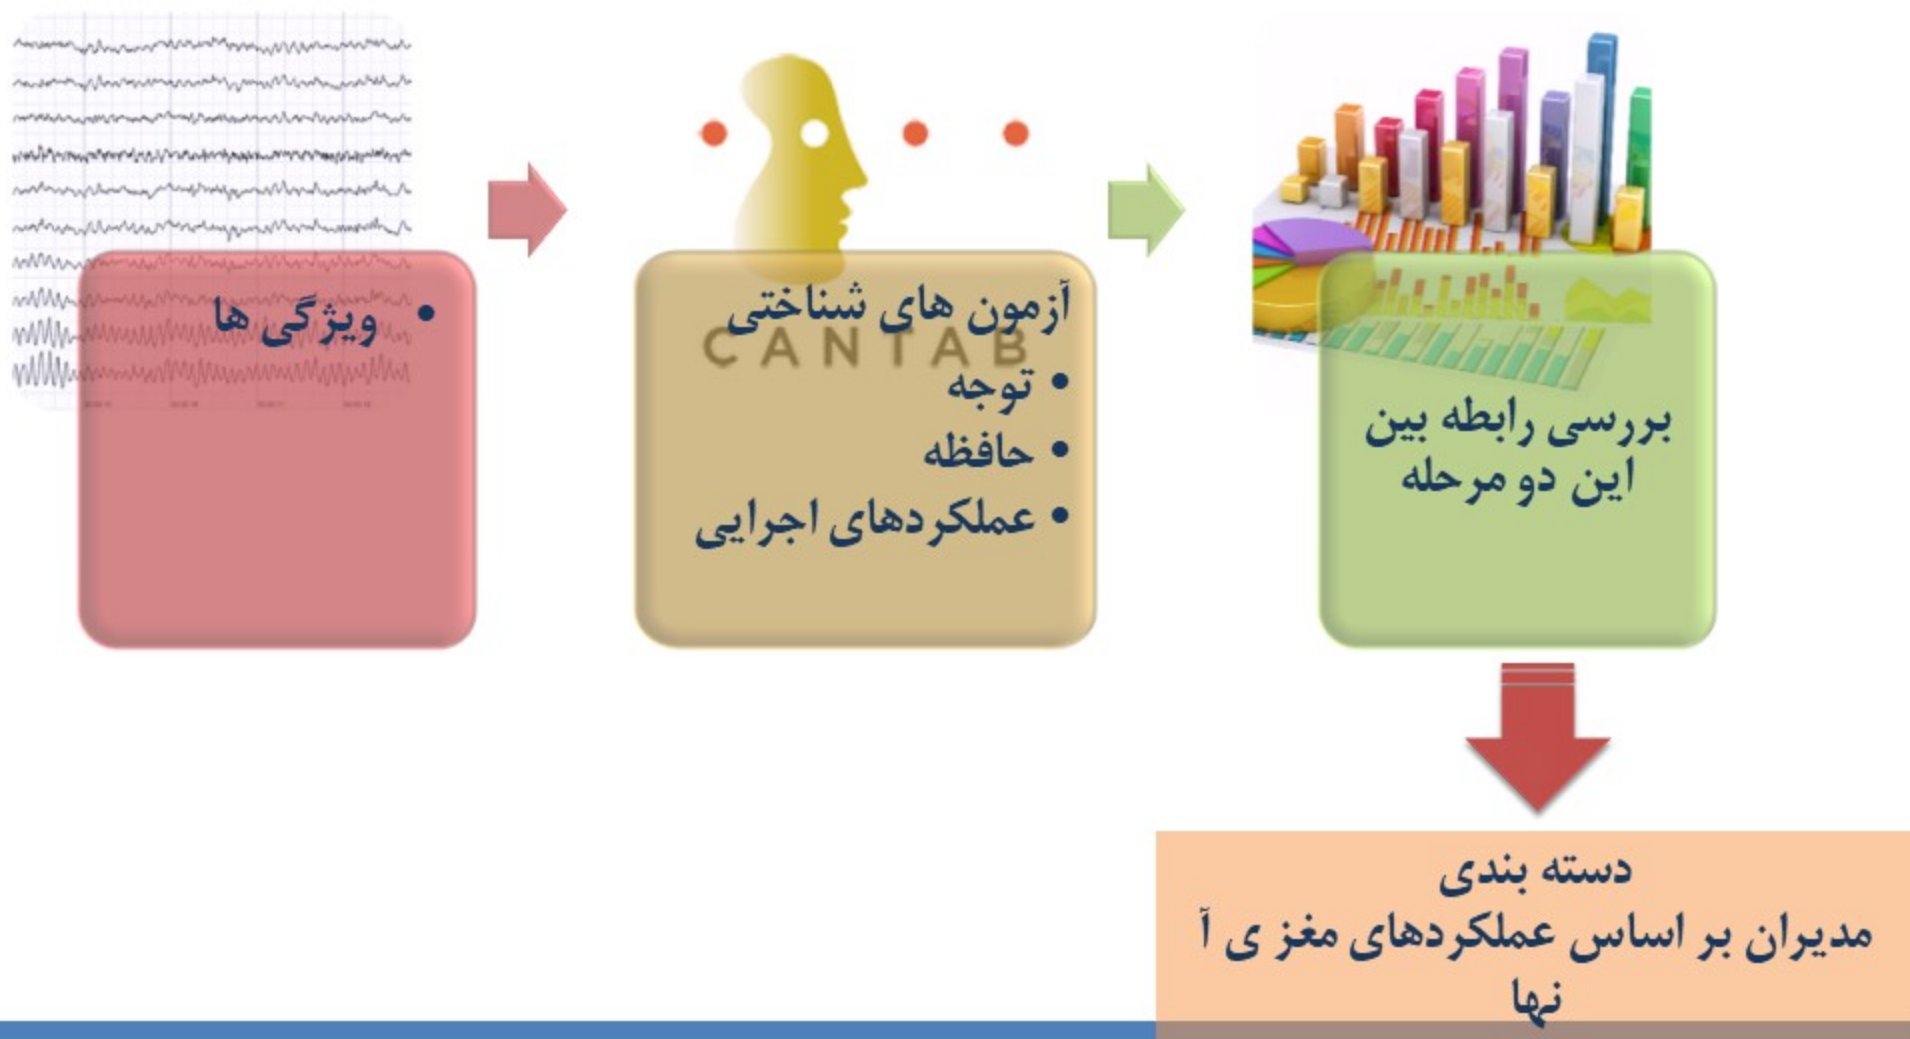 • ویژگی ها
آزمون های شناختی
CANTAB
• توجه
• حافظه
• عملکردهای اجرایی
بررسی رابطه بین
این دو مرحله
دسته بندی
مدیران بر اساس عملکردهای مغز ی آ
نها